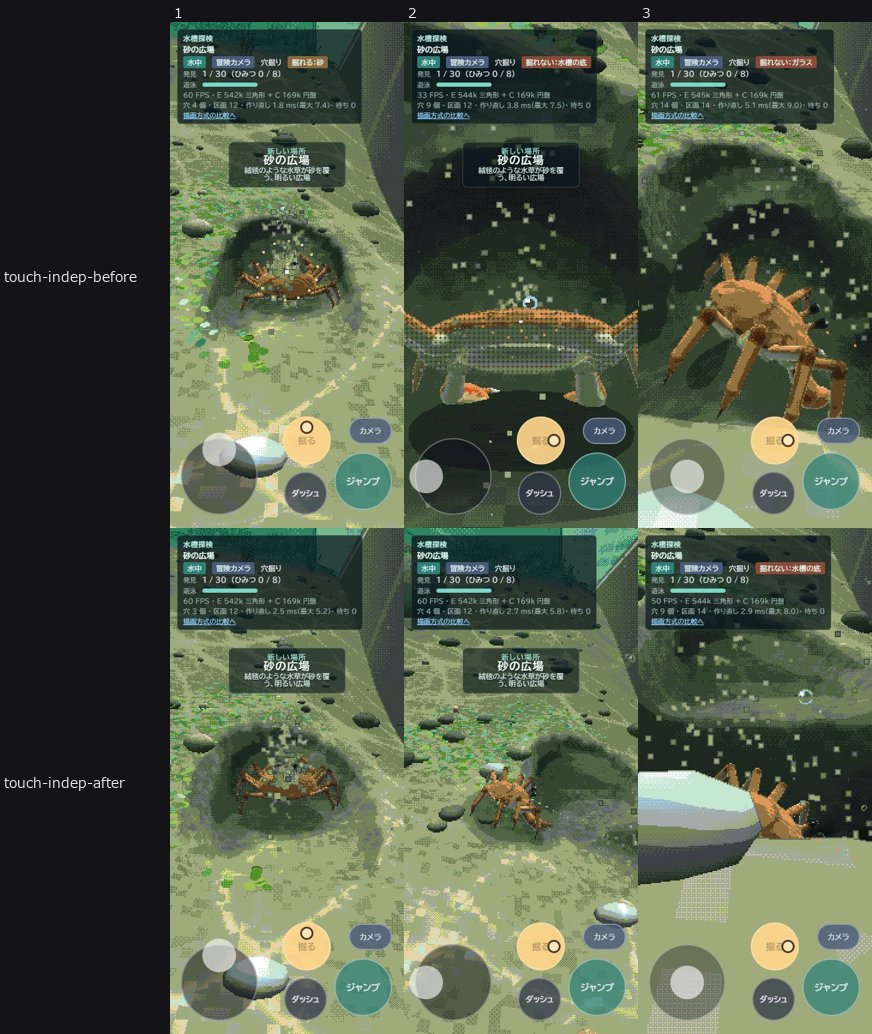 1
2
3
touch-indep-before
水槽探検
砂の広場
水中 冒険カメラ 穴掘り 掘れる:砂
発見 1 / 30 (ひみつ 0 / 8)
遊泳
60 FPS・E 542k 三角形 + C 169k 円盤
穴 4 個・区画 12・作り直し 1.8 ms(最大 7.4)・待ち 0
描画方式の比較へ
新しい場所
砂の広場
絨毯のような水草が砂を覆
う、明るい広場
掘る
カメラ
ダッシュ
ジャンプ
水槽探検
砂の広場
水中 冒険カメラ 穴掘り 掘れない:水槽の底
発見 1 / 30 (ひみつ 0 / 8)
遊泳
33 FPS・E 544k 三角形 + C 169k 円盤
穴 9 個・区画 12・作り直し 3.8 ms(最大 7.5)・待ち 0
描画方式の比較へ
新しい場所
砂の広場
絨毯のような水草が砂を覆
う、明るい広場
掘る
カメラ
ダッシュ
ジャンプ
水槽探検
砂の広場
水中 冒険カメラ 穴掘り 掘れない:ガラス
発見 1 / 30 (ひみつ 0 / 8)
遊泳
61 FPS・E 545k 三角形 + C 169k 円盤
穴 14 個・区画 14・作り直し 5.1 ms(最大 9.0)・待ち 0
描画方式の比較へ
掘る
カメラ
ダッシュ
ジャンプ
touch-indep-after
水槽探検
砂の広場
水中 冒険カメラ 穴掘り
発見 1 / 30 (ひみつ 0 / 8)
遊泳
60 FPS・E 542k 三角形 + C 169k 円盤
穴 3 個・区画 12・作り直し 2.5 ms(最大 5.2)・待ち 0
描画方式の比較へ
新しい場所
砂の広場
絨毯のような水草が砂を覆
う、明るい広場
掘る
カメラ
ダッシュ
ジャンプ
水槽探検
砂の広場
水中 冒険カメラ 穴掘り
発見 1 / 30 (ひみつ 0 / 8)
遊泳
60 FPS・E 542k 三角形 + C 169k 円盤
穴 4 個・区画 12・作り直し 2.7 ms(最大 5.8)・待ち 0
描画方式の比較へ
新しい場所
砂の広場
絨毯のような水草が砂を覆
う、明るい広場
掘る
カメラ
ダッシュ
ジャンプ
水槽探検
砂の広場
水中 冒険カメラ 穴掘り 掘れない:水槽の底
発見 1 / 30 (ひみつ 0 / 8)
遊泳
50 FPS・E 544k 三角形 + C 169k 円盤
穴 9 個・区画 14・作り直し 2.9 ms(最大 8.0)・待ち 0
描画方式の比較へ
掘る
カメラ
ダッシュ
ジャンプ